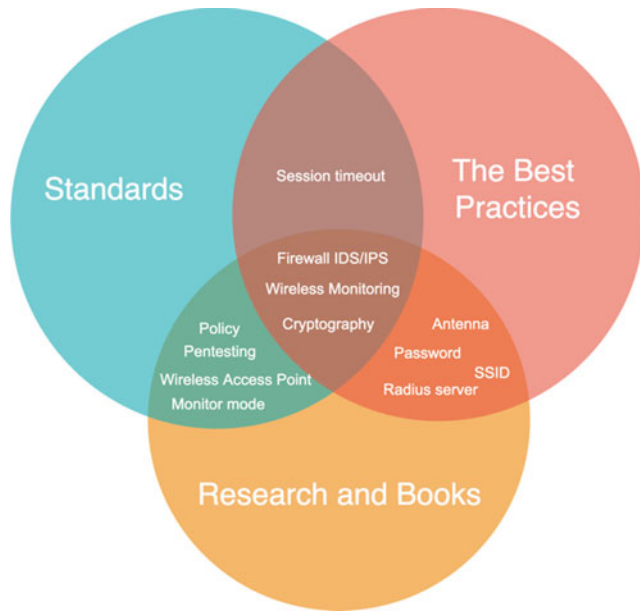 Standards
The Best
Practices
Session timeout
Firewall IDS/IPS
Wireless Monitoring
Cryptography
Policy
Pentesting
Wireless Access Point
Monitor mode
Antenna
Password
SSID
Radius server
Research and Books